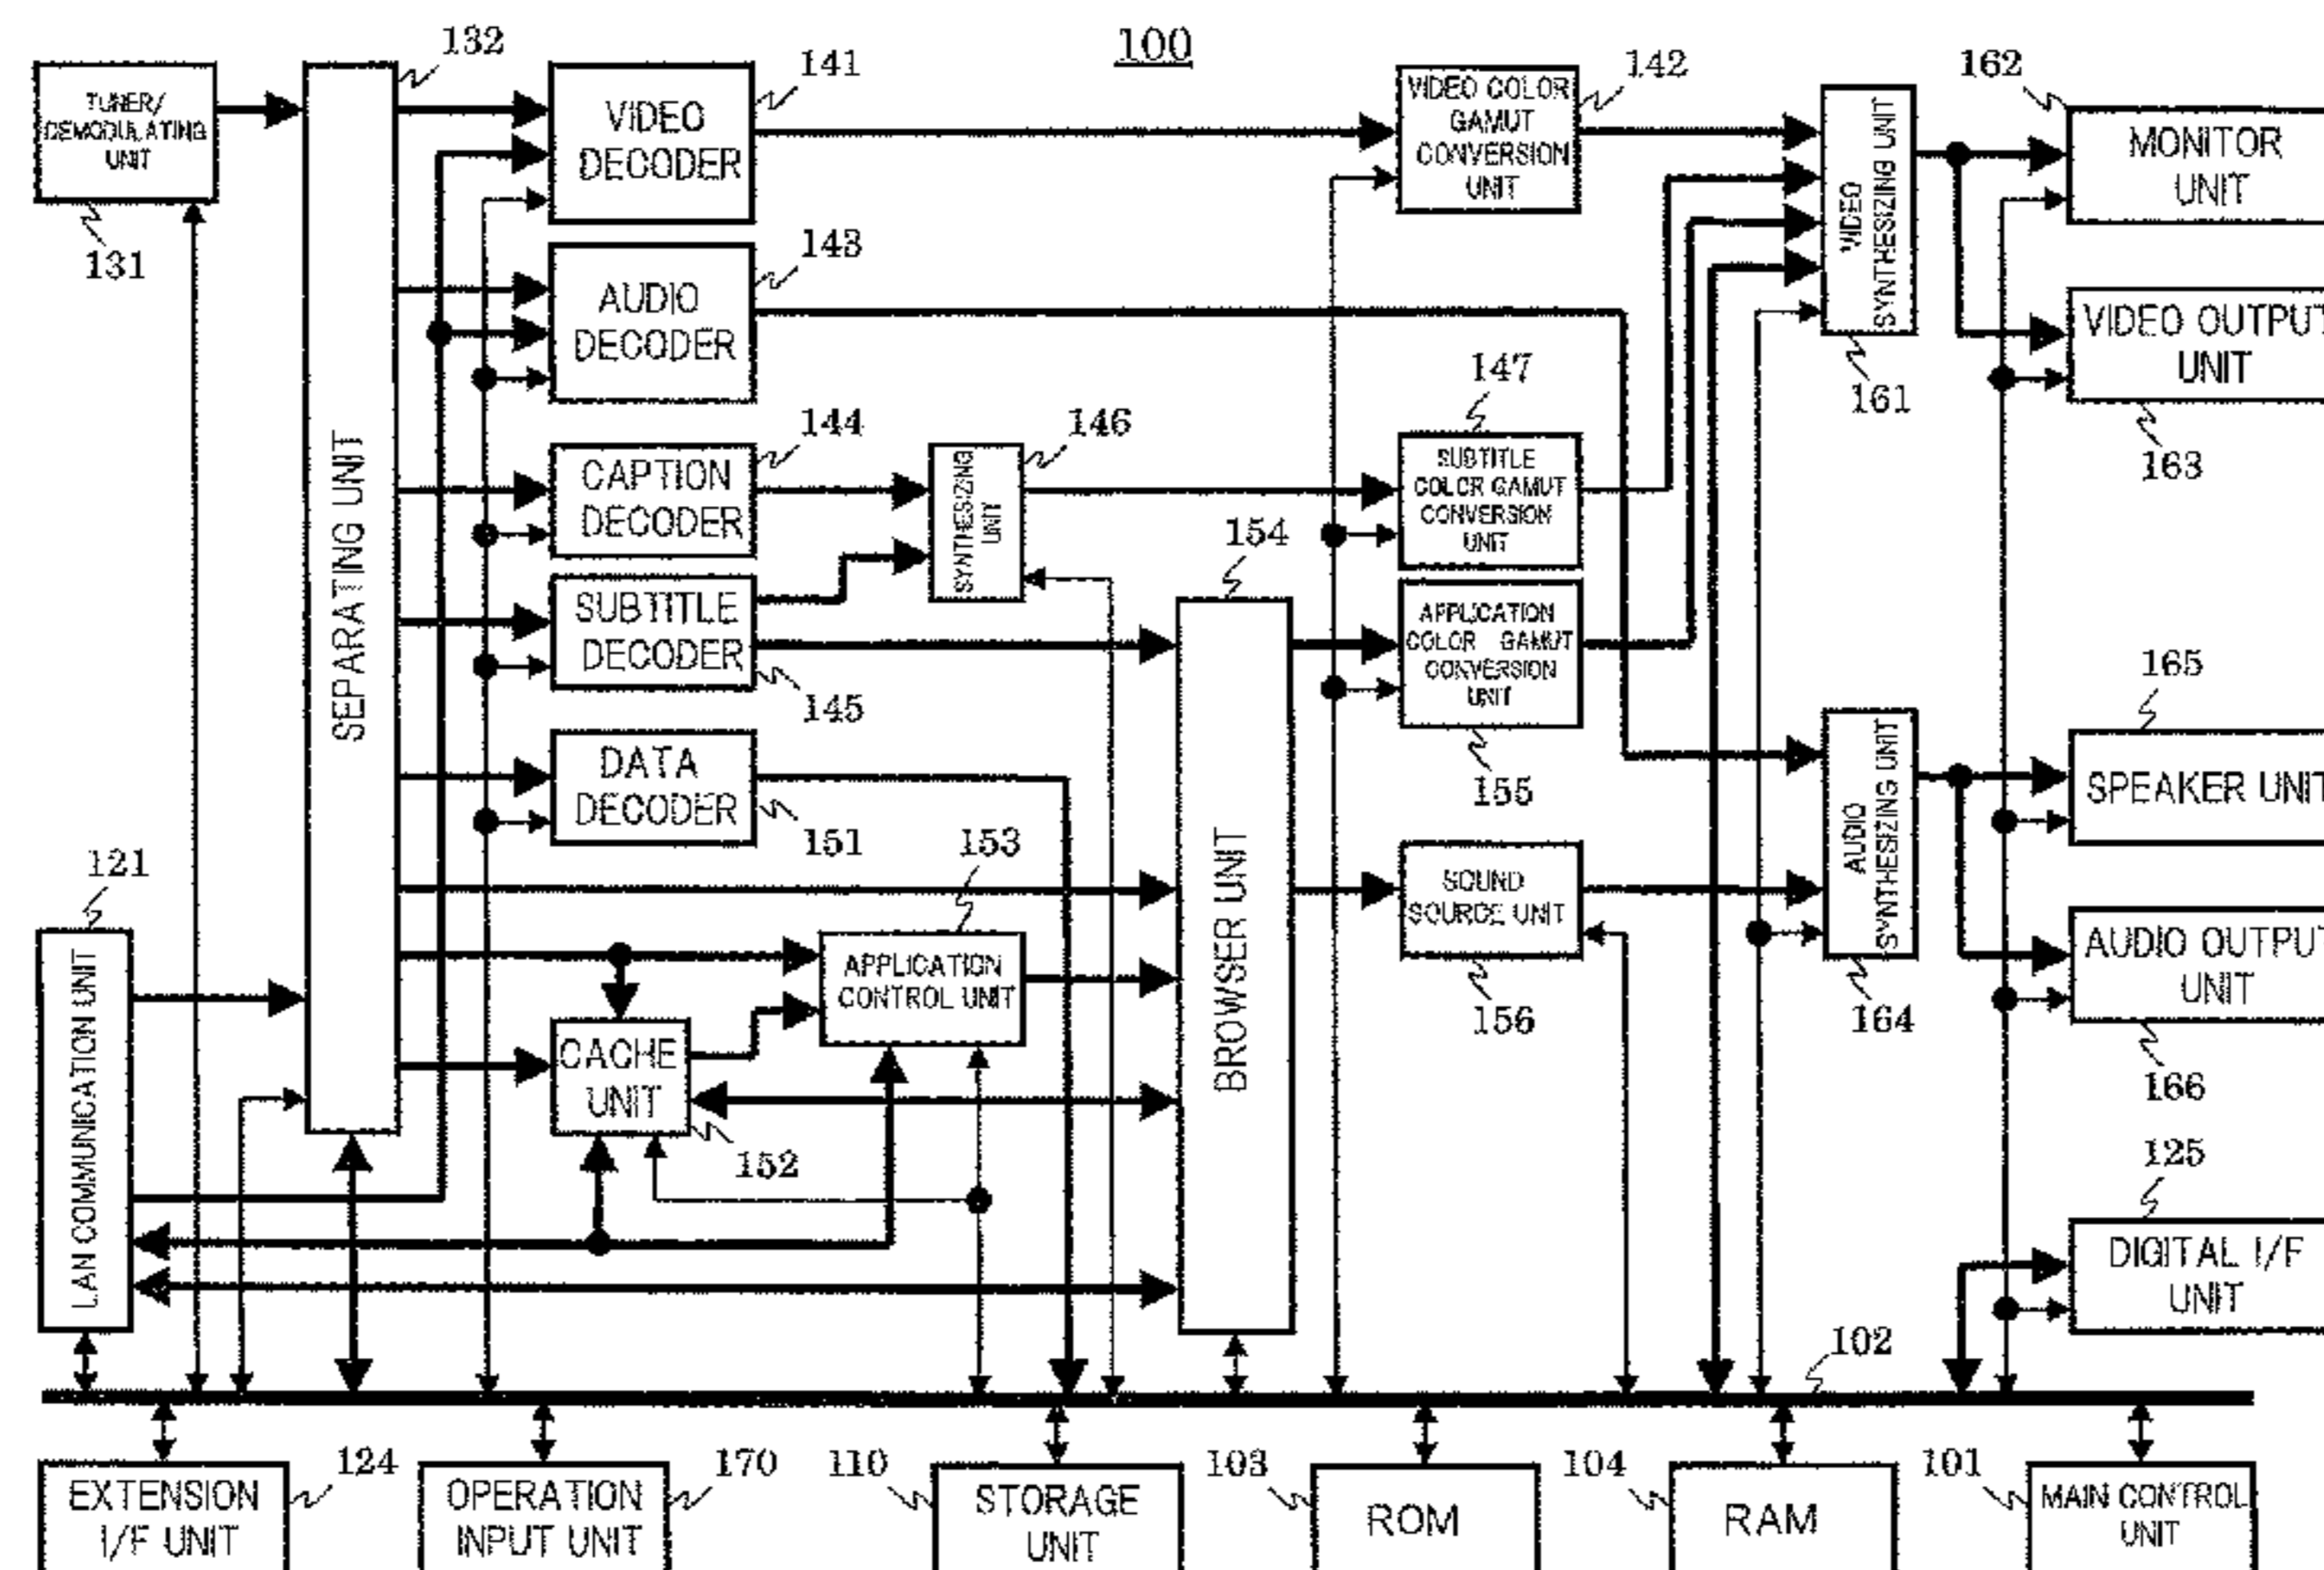 100
TUNER/
DEMODULATING
UNIT
131
132
SEPARATING UNIT
VIDEO
DECODER
141
AUDIO
DECODER
143
CAPTION
DECODER
144
SUBTITLE
DECODER
145
DATA
DECODER
151
SYNTHESIZING
UNIT
146
VIDEO COLOR
GAMUT
CONVERSION
UNIT
142
SUBTITLE
COLOR GAMUT
CONVERSION
UNIT
147
APPLICATION
COLOR GAMUT
CONVERSION
UNIT
155
VIDEO
SYNTHESIZING UNIT
161
MONITOR
UNIT
162
VIDEO OUTPUT
UNIT
163
BROWSER UNIT
154
SOUND
SOURCE UNIT
156
AUDIO
SYNTHESIZING UNIT
164
SPEAKER UNIT
165
AUDIO OUTPUT
UNIT
166
LAN COMMUNICATION UNIT
121
APPLICATION
CONTROL UNIT
153
CACHE
UNIT
152
DIGITAL I/F
UNIT
125
102
EXTENSION
I/F UNIT
124
OPERATION
INPUT UNIT
170
STORAGE
UNIT
110
ROM
103
RAM
104
MAIN CONTROL
UNIT
101